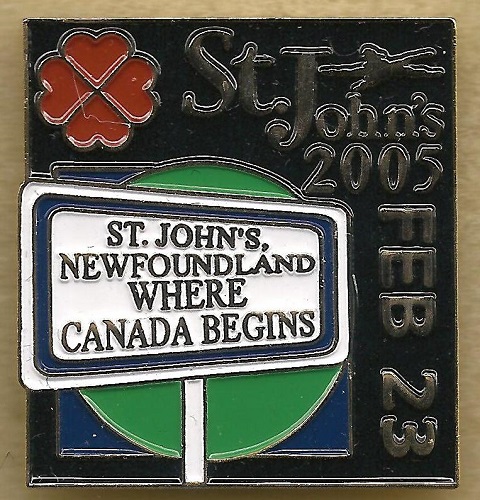 St. John's
2005
FEB 23
ST. JOHN'S,
NEWFOUNDLAND
WHERE
CANADA BEGINS